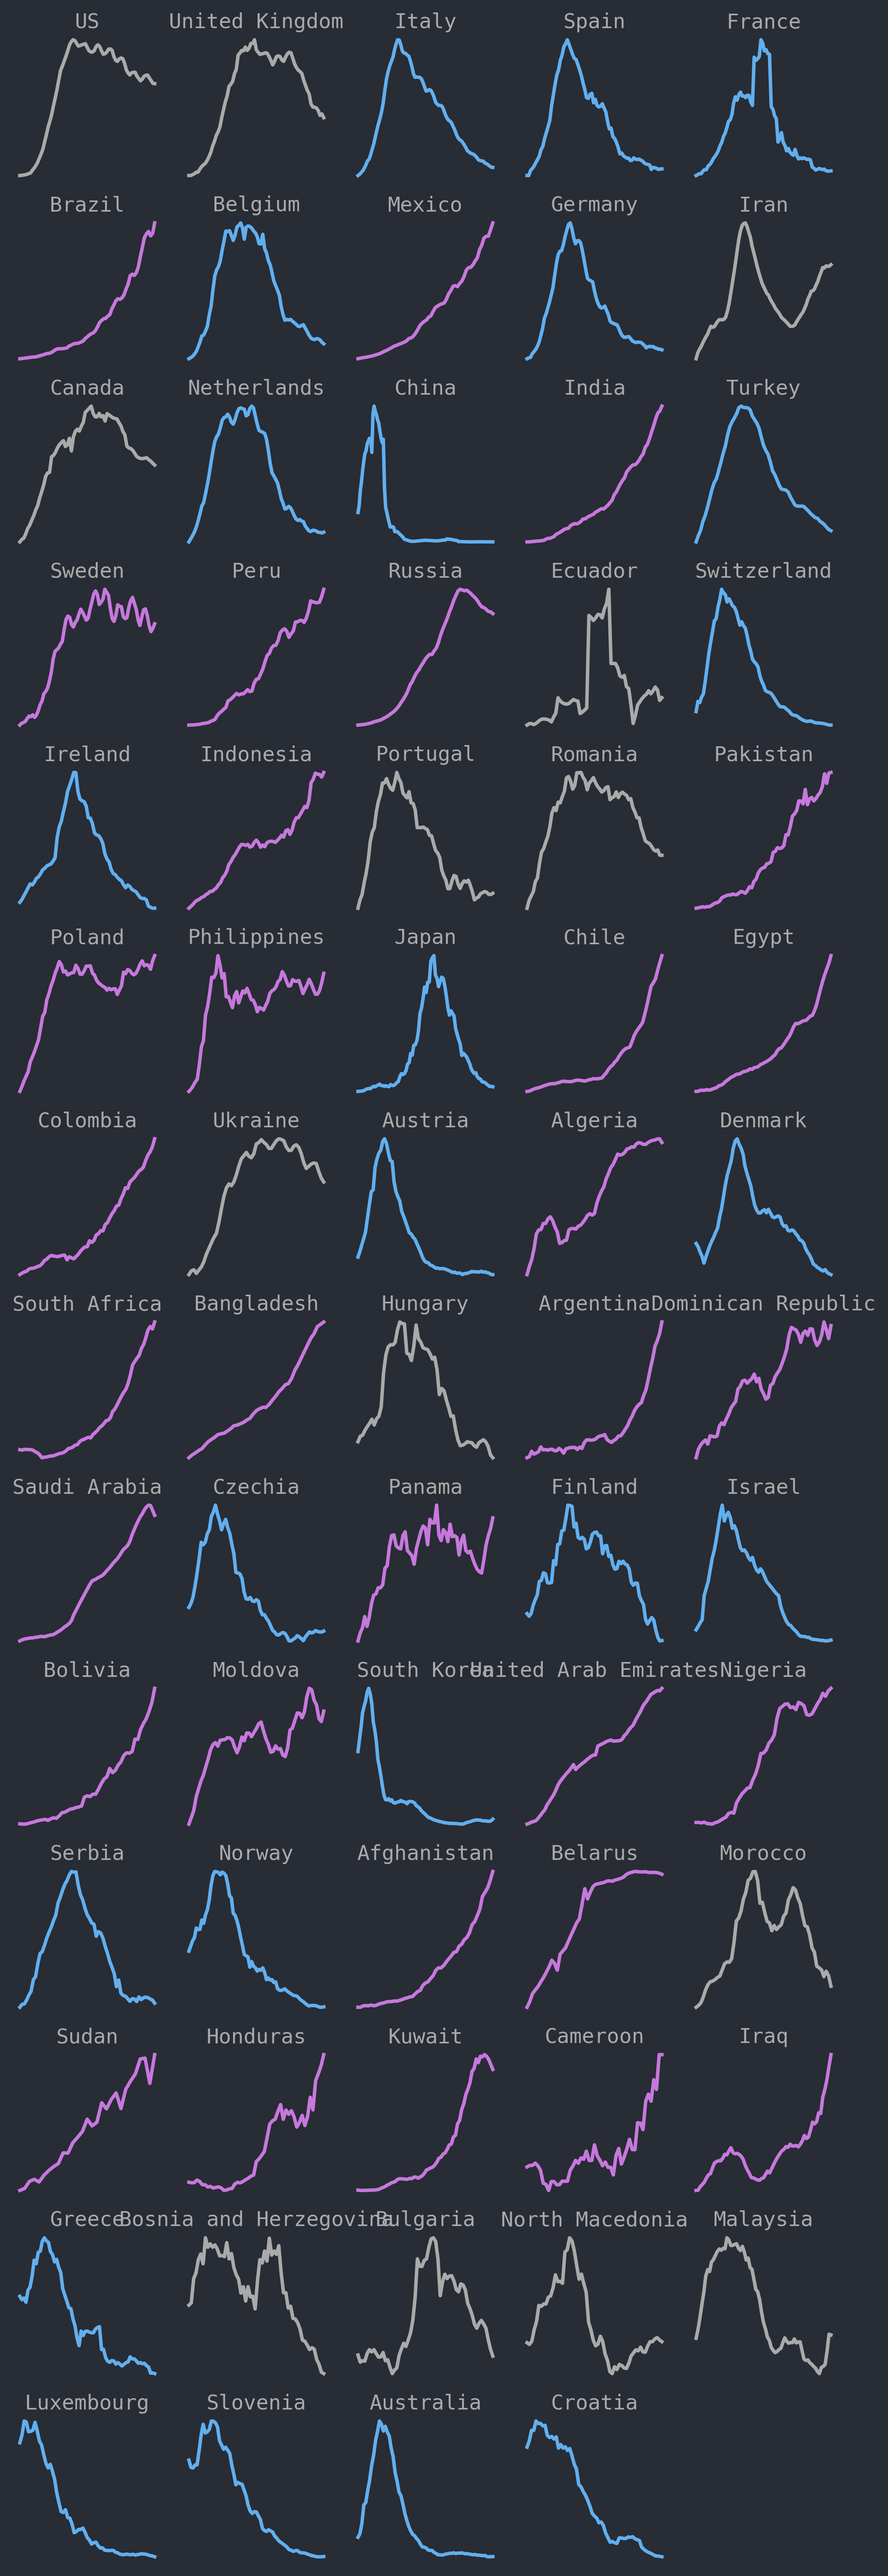 US United Kingdom Italy Spain France
Brazil Belgium Mexico Germany Iran
Canada Netherlands China India Turkey
Sweden Peru Russia Ecuador Switzerland
Ireland Indonesia Portugal Romania Pakistan
Poland Philippines Japan Chile Egypt
Colombia Ukraine Austria Algeria Denmark
South Africa Bangladesh Hungary Argentina Dominican Republic
Saudi Arabia Czechia Panama Finland Israel
Bolivia Moldova South Korea United Arab Emirates Nigeria
Serbia Norway Afghanistan Belarus Morocco
Sudan Honduras Kuwait Cameroon Iraq
Greece Bosnia and Herzegovina Bulgaria North Macedonia Malaysia
Luxembourg Slovenia Australia Croatia